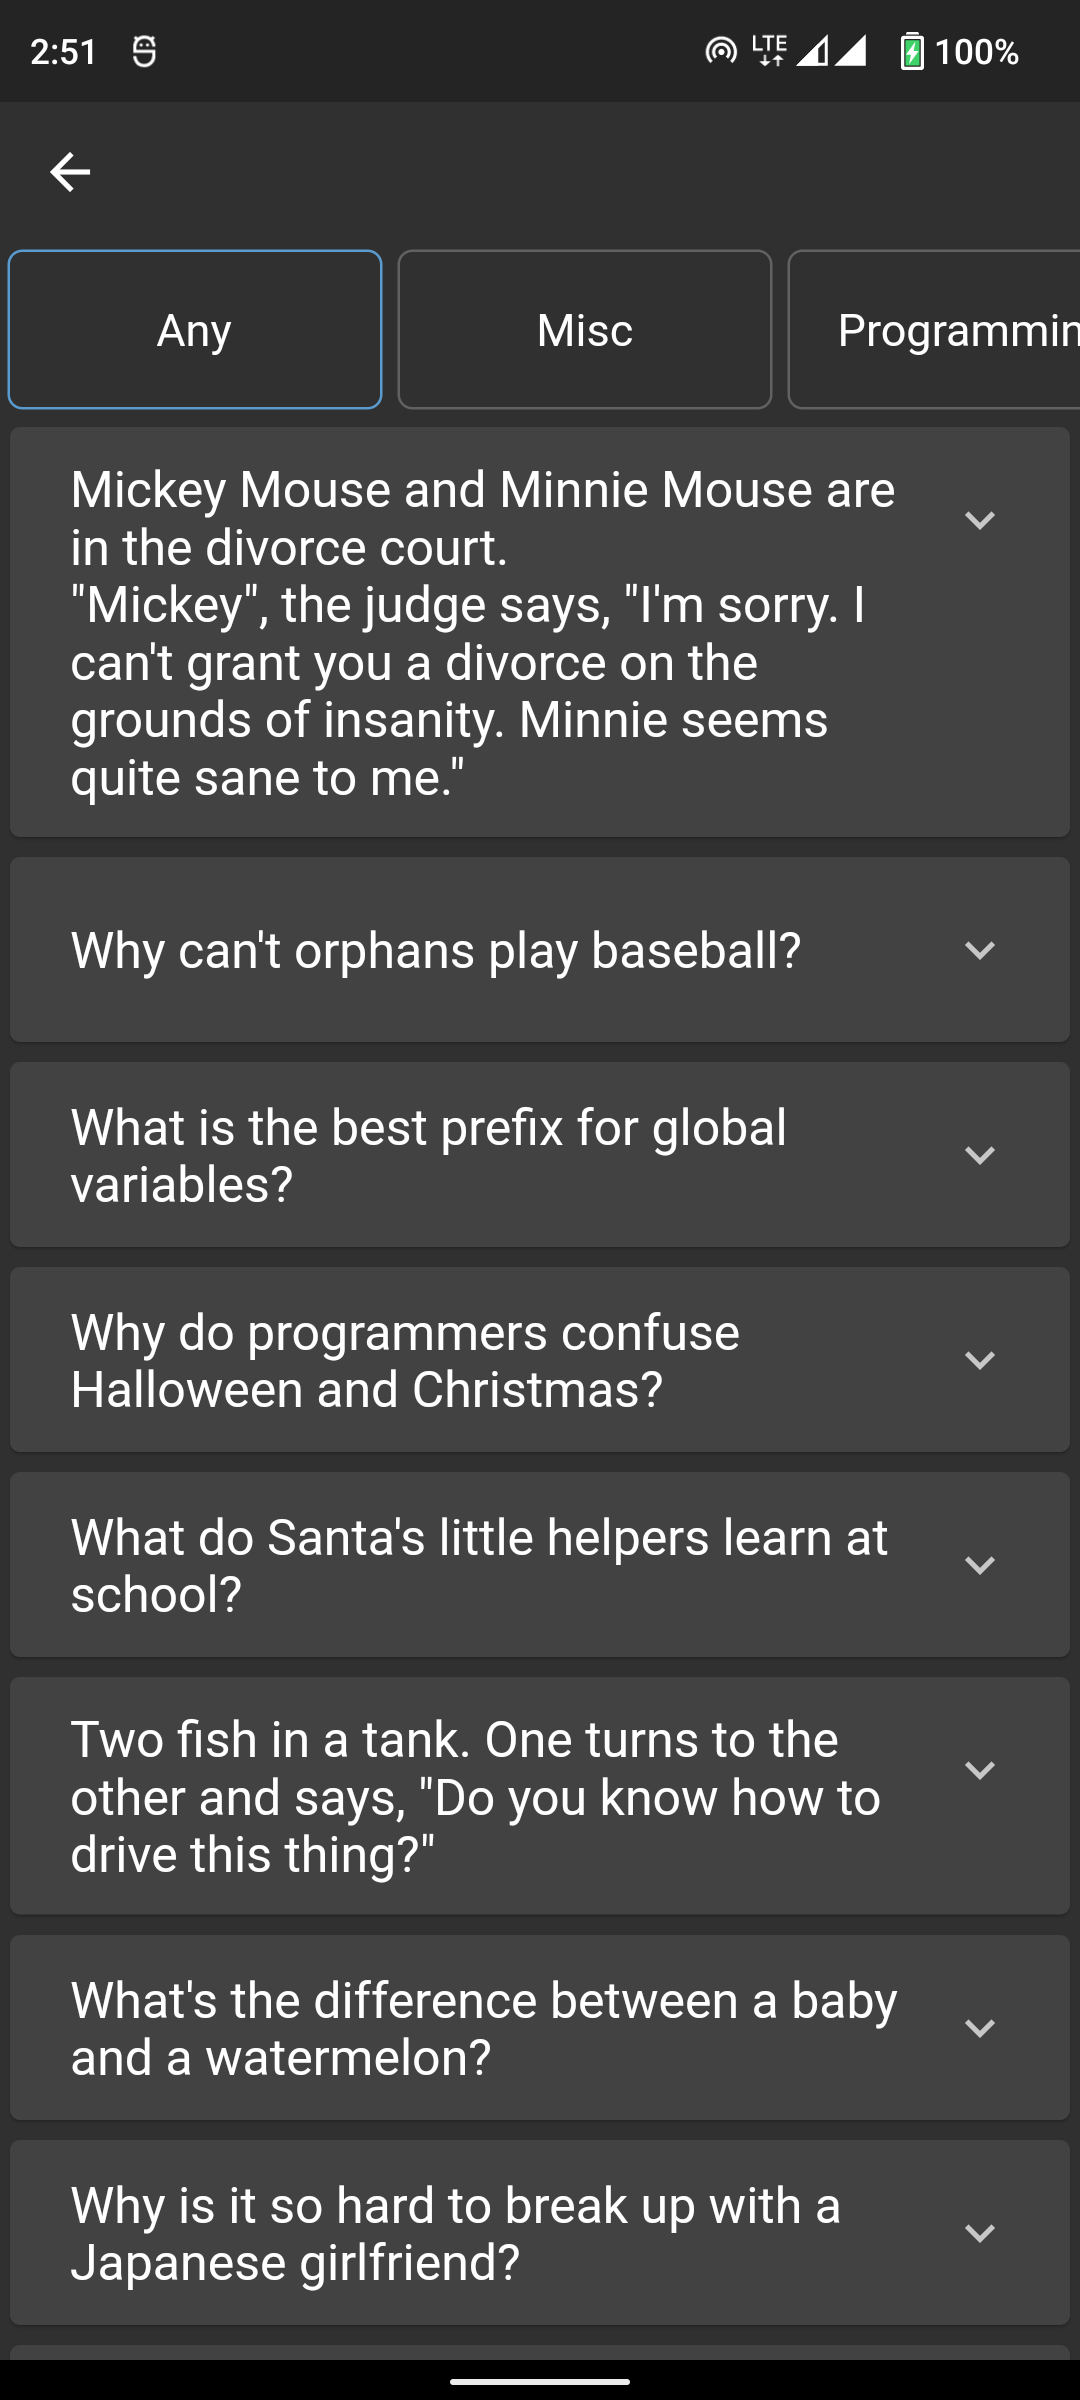 2:51
LTE
100%
Any
Misc
Programmin
Mickey Mouse and Minnie Mouse are
in the divorce court.
"Mickey", the judge says, "I'm sorry. I
can't grant you a divorce on the
grounds of insanity. Minnie seems
quite sane to me."
Why can't orphans play baseball?
What is the best prefix for global
variables?
Why do programmers confuse
Halloween and Christmas?
What do Santa's little helpers learn at
school?
Two fish in a tank. One turns to the
other and says, "Do you know how to
drive this thing?"
What's the difference between a baby
and a watermelon?
Why is it so hard to break up with a
Japanese girlfriend?